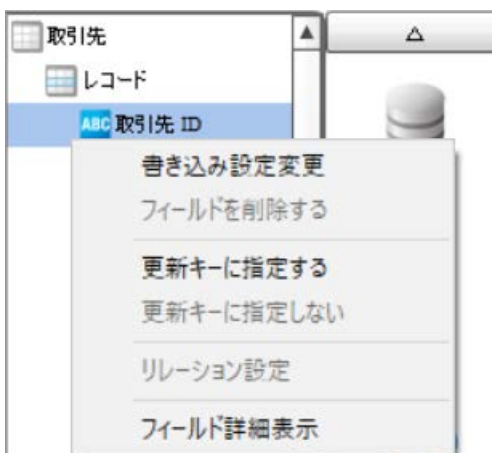 取引先
レコード
ABC 取引先 ID
書き込み設定変更
フィールドを削除する
更新キーに指定する
更新キーに指定しない
リレーション設定
フィールド詳細表示